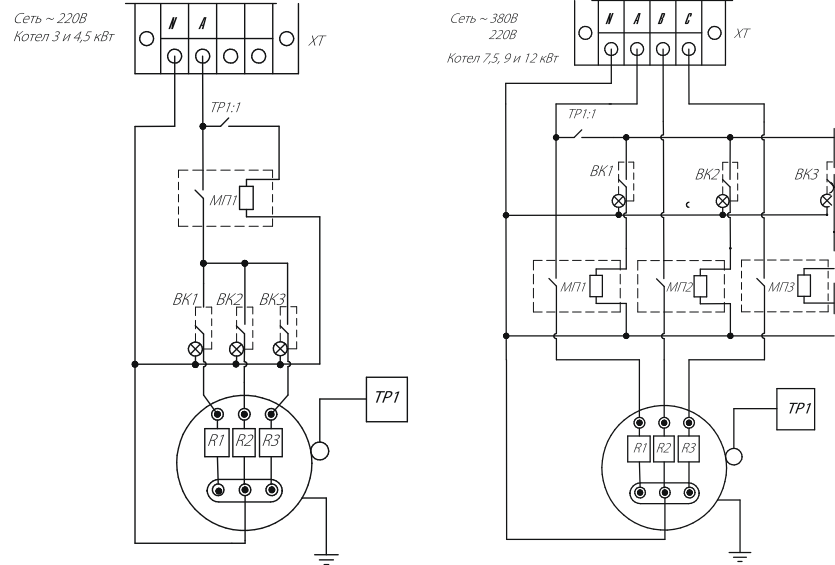 Сеть ~ 220В
Котел 3 и 4,5 кВт
N A
ХТ
ТР1:1
МП1
ВК1 ВК2 ВК3
ТР1
R1 R2 R3
Сеть ~ 380В
220В
Котел 7,5, 9 и 12 кВт
N A B C
ХТ
ТР1:1
ВК1 ВК2 ВК3
с
МП1 МП2 МП3
ТР1
R1 R2 R3